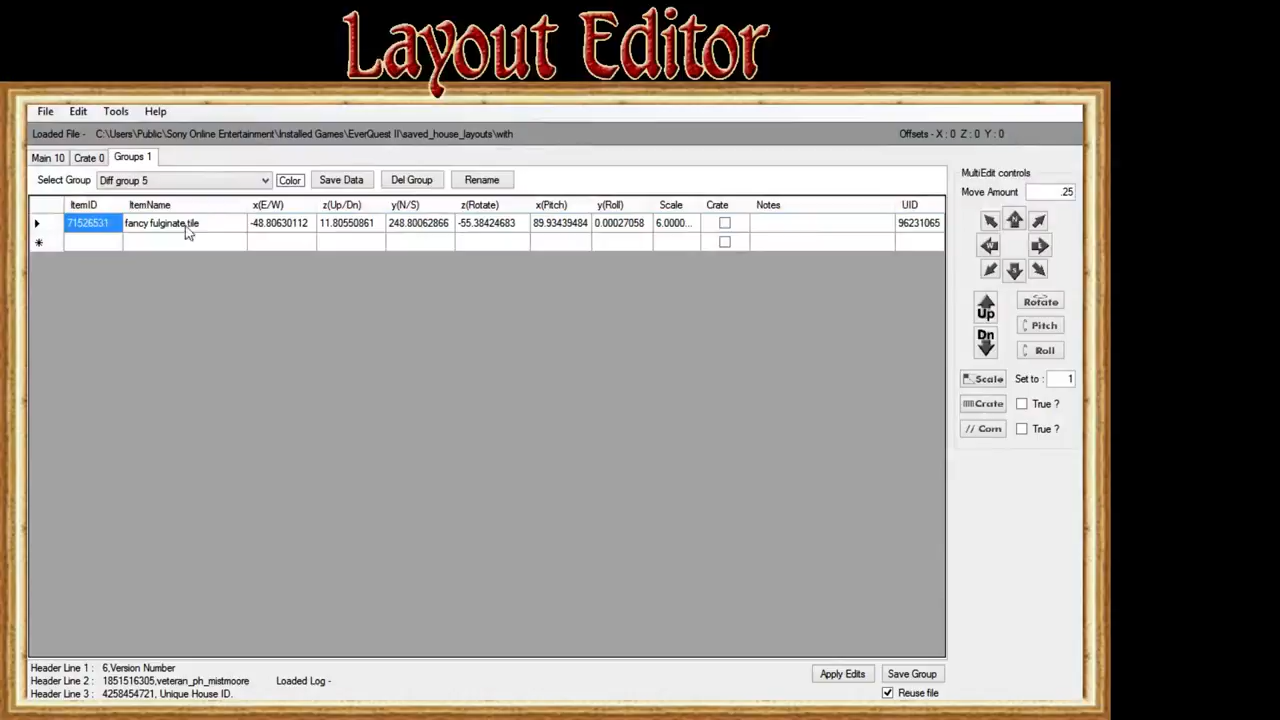 Layout Editor
File Edit Tools Help
Loaded File - C:\Users\Public\Sony Online Entertainment\Installed Games\EverQuest II\saved_house_layouts\with Offsets - X : 0 Z : 0 Y : 0
Main 10 Crate 0 Groups 1
MultiEdit controls
Select Group Diff group 5 Color Save Data Del Group Rename
Move Amount .25
ItemID ItemName x(E/W) z(Up/Dn) y(N/S) z(Rotate) x(Pitch) y(Roll) Scale Crate Notes UID
71526531 fancy fulginate tile -48.80630112 11.80550861 248.80062866 -55.38424683 89.93439484 0.00027058 6.0000... 96231065
N
W E
S
Up Rotate
Dn Pitch
Roll
Scale Set to : 1
Crate True ?
// Com True ?
Header Line 1 : 6,Version Number
Header Line 2 : 1851516305,veteran_ph_mistmoore Loaded Log - Apply Edits Save Group
Header Line 3 : 4258454721, Unique House ID. Reuse file